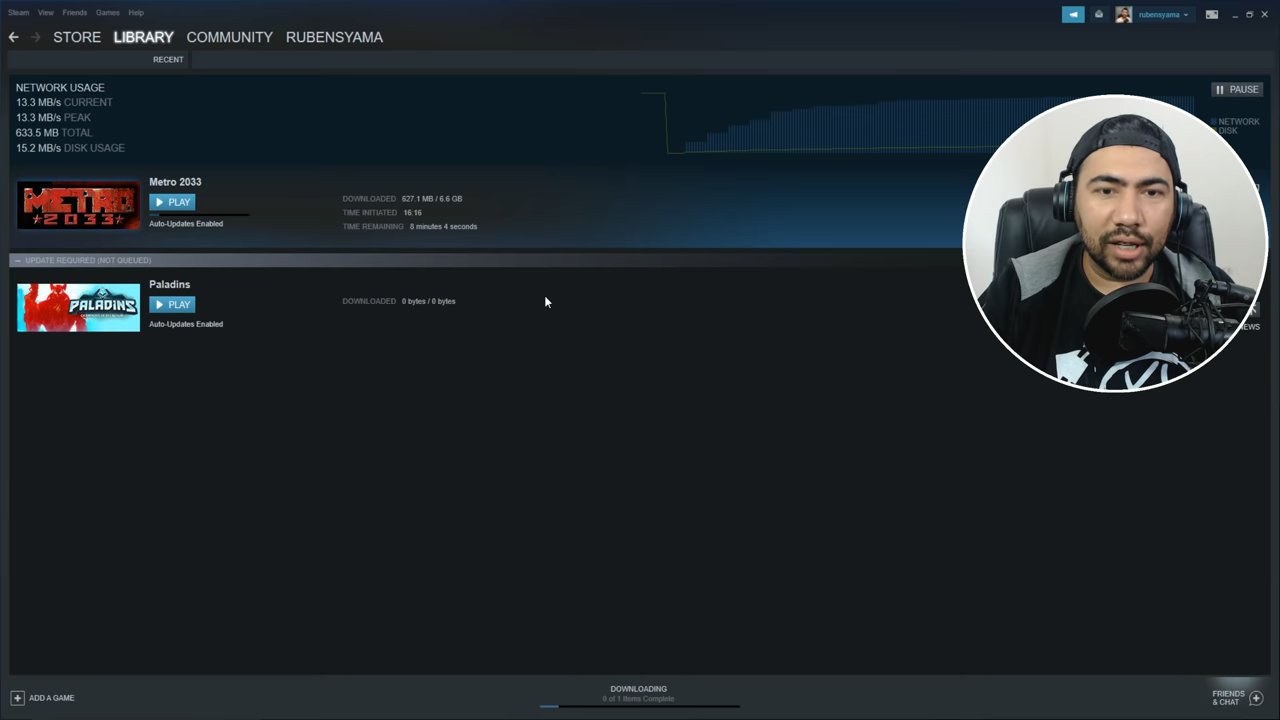 Steam View Friends Games Help
rubensyama
STORE LIBRARY COMMUNITY RUBENSYAMA
RECENT
NETWORK USAGE
13.3 MB/s CURRENT
13.3 MB/s PEAK
633.5 MB TOTAL
15.2 MB/s DISK USAGE
PAUSE
NETWORK
DISK
METRO
2033
Metro 2033
PLAY
Auto-Updates Enabled
DOWNLOADED 627.1 MB / 6.6 GB
TIME INITIATED 16:16
TIME REMAINING 8 minutes 4 seconds
UPDATE REQUIRED (NOT QUEUED)
PALADINS
Paladins
PLAY
Auto-Updates Enabled
DOWNLOADED 0 bytes / 0 bytes
EWS
ADD A GAME
DOWNLOADING
0 of 1 Items Complete
FRIENDS
& CHAT